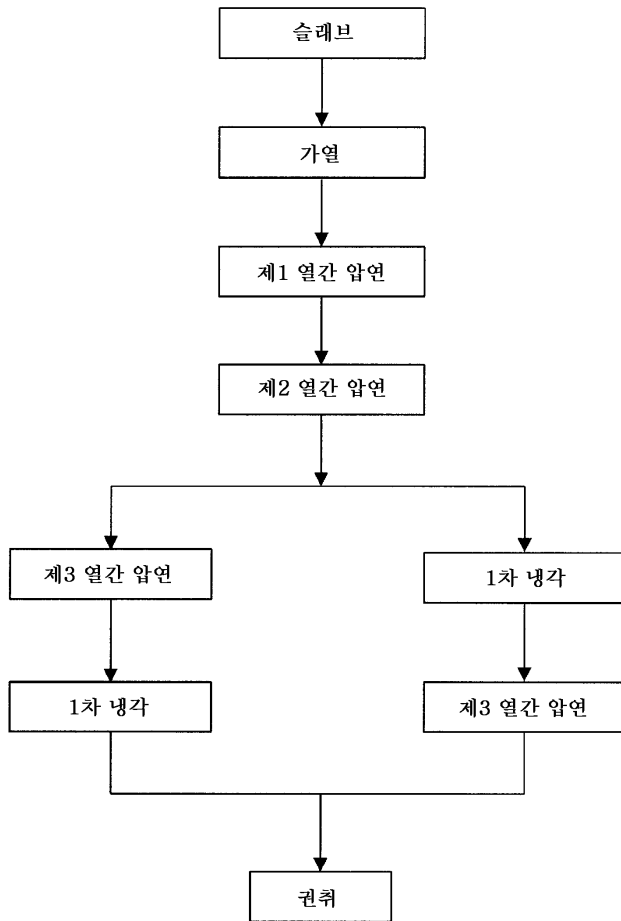 슬래브
가열
제1 열간 압연
제2 열간 압연
제3 열간 압연
1차 냉각
1차 냉각
제3 열간 압연
권취